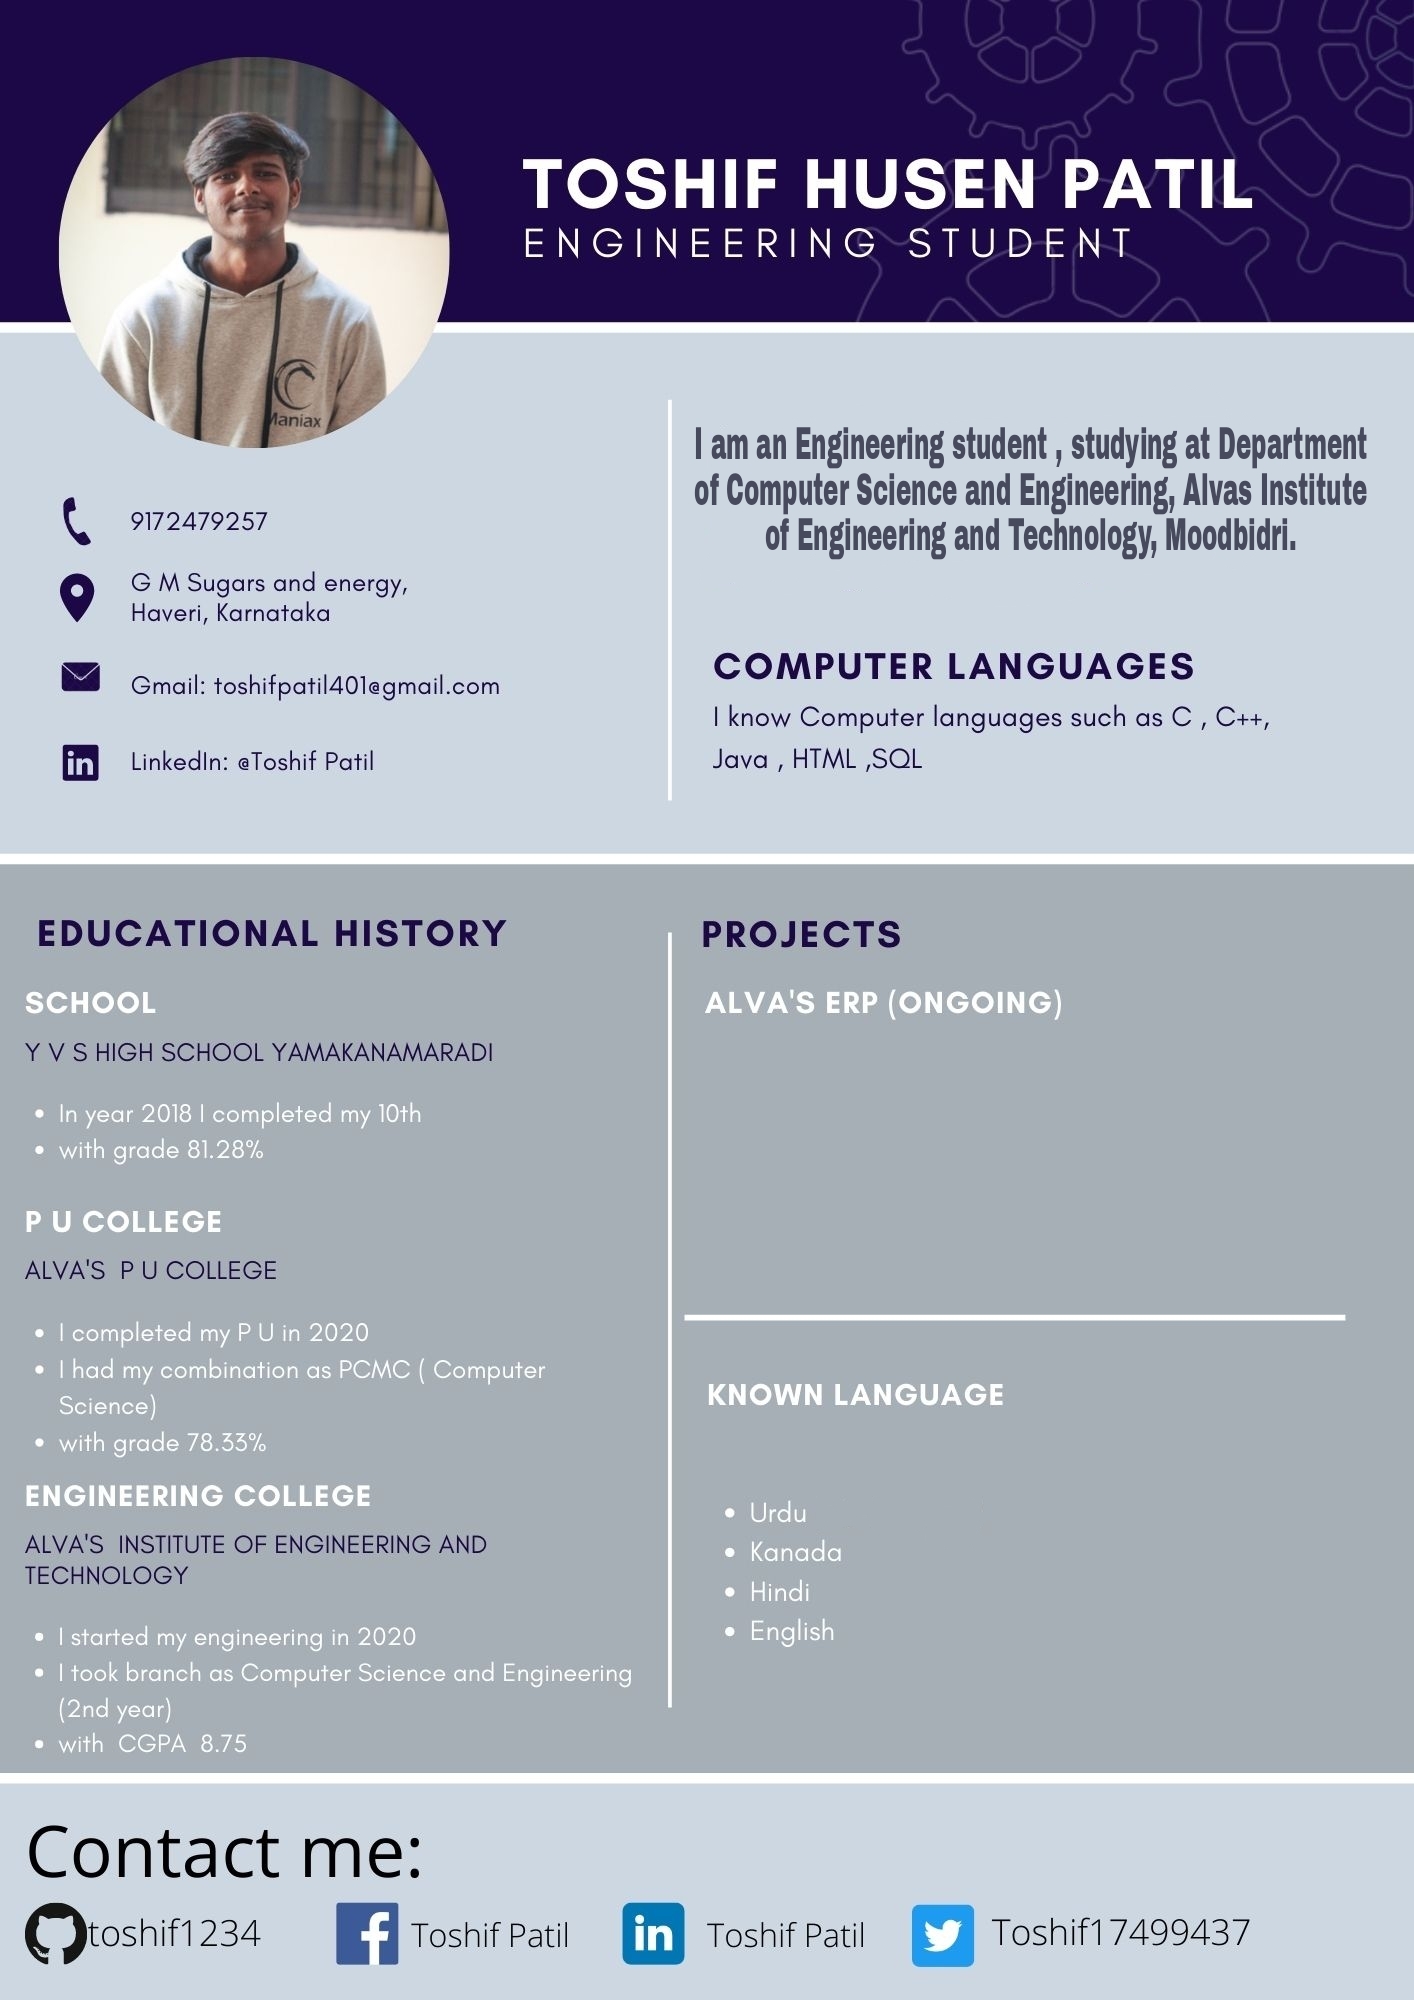 TOSHIF HUSEN PATIL
ENGINEERING STUDENT
Maniax
9172479257
G M Sugars and energy,
Haveri, Karnataka
Gmail: toshifpatil401@gmail.com
LinkedIn: @Toshif Patil
I am an Engineering student , studying at Department
of Computer Science and Engineering, Alvas Institute
of Engineering and Technology, Moodbidri.
COMPUTER LANGUAGES
I know Computer languages such as C , C++,
Java , HTML ,SQL
EDUCATIONAL HISTORY
SCHOOL
Y V S HIGH SCHOOL YAMAKANAMARADI
• In year 2018 I completed my 10th
• with grade 81.28%
P U COLLEGE
ALVA'S P U COLLEGE
• I completed my P U in 2020
• I had my combination as PCMC ( Computer
Science)
• with grade 78.33%
ENGINEERING COLLEGE
ALVA'S INSTITUTE OF ENGINEERING AND
TECHNOLOGY
• I started my engineering in 2020
• I took branch as Computer Science and Engineering
(2nd year)
• with CGPA 8.75
PROJECTS
ALVA'S ERP (ONGOING)
KNOWN LANGUAGE
• Urdu
• Kanada
• Hindi
• English
Contact me:
toshif1234
Toshif Patil
Toshif Patil
Toshif17499437